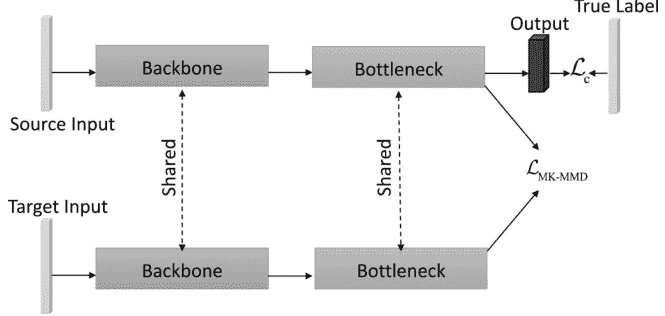 True Label
Output
Backbone
Bottleneck
ℒc
Source Input
Shared
Shared
ℒMK-MMD
Target Input
Backbone
Bottleneck